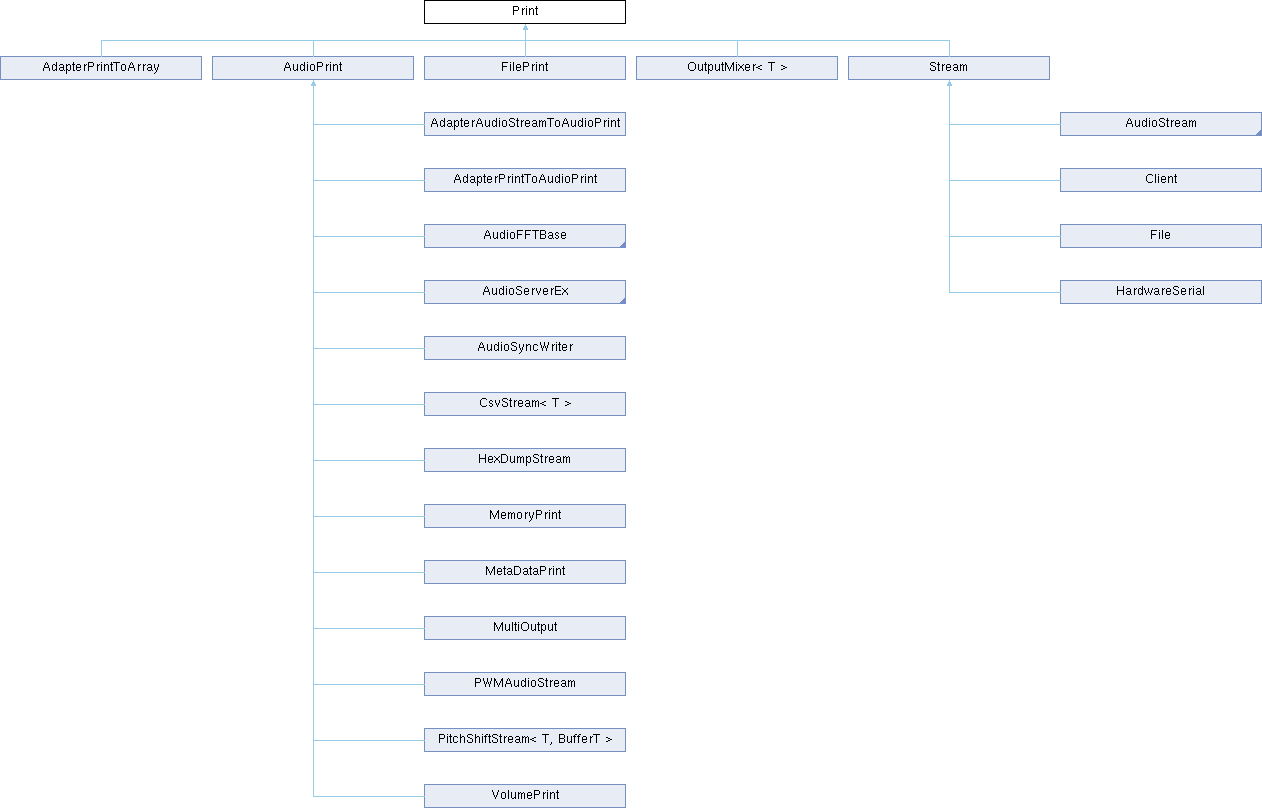 Print
AdapterPrintToArray
AudioPrint
FilePrint
OutputMixer< T >
Stream
AdapterAudioStreamToAudioPrint
AudioStream
AdapterPrintToAudioPrint
Client
AudioFFTBase
File
AudioServerEx
HardwareSerial
AudioSyncWriter
CsvStream< T >
HexDumpStream
MemoryPrint
MetaDataPrint
MultiOutput
PWMAudioStream
PitchShiftStream< T, BufferT >
VolumePrint